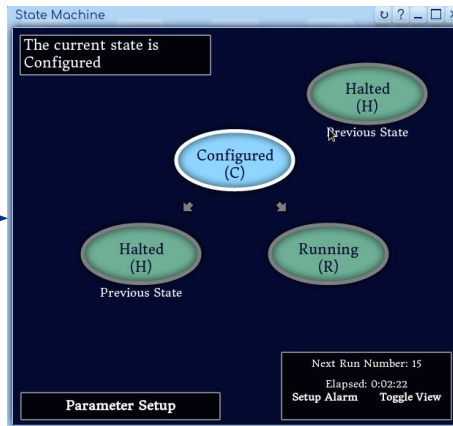 State Machine
The current state is
Configured
Halted
(H)
Previous State
Configured
(C)
Halted
(H)
Previous State
Running
(R)
Next Run Number: 15
Elapsed: 0:02:22
Setup Alarm Toggle View
Parameter Setup